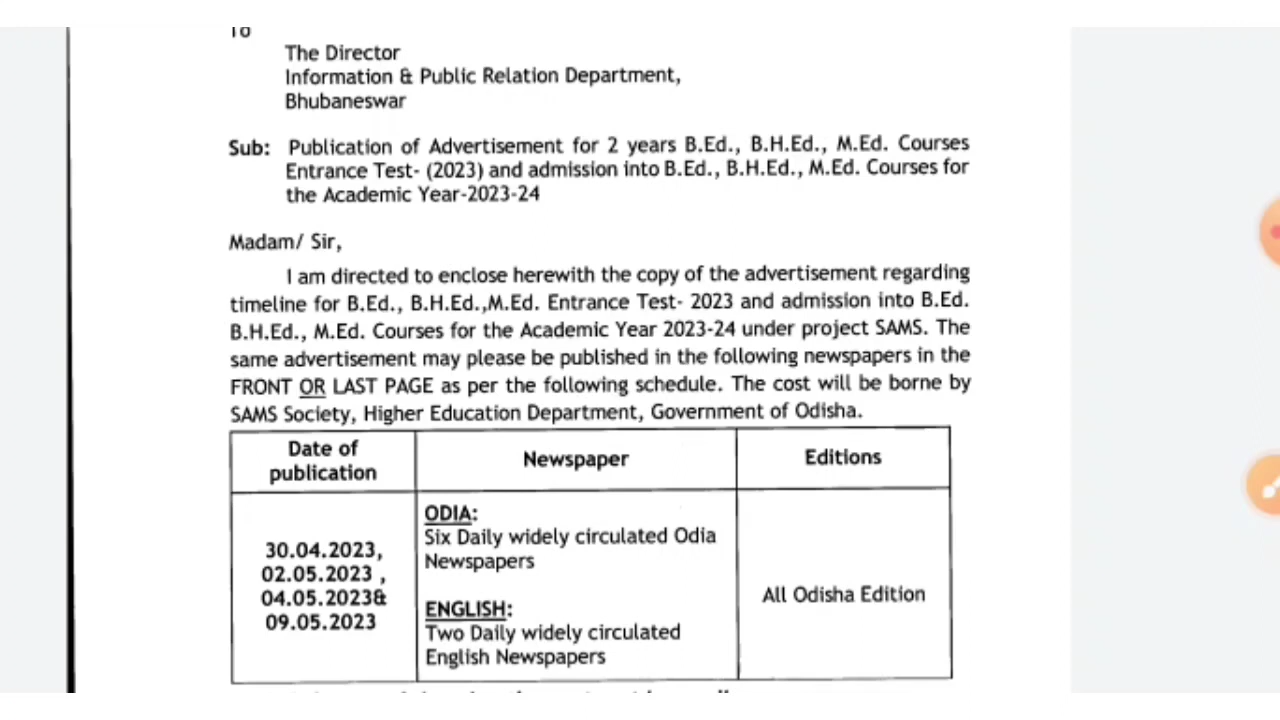 To
The Director
Information & Public Relation Department,
Bhubaneswar
Sub: Publication of Advertisement for 2 years B.Ed., B.H.Ed., M.Ed. Courses
Entrance Test- (2023) and admission into B.Ed., B.H.Ed., M.Ed. Courses for
the Academic Year-2023-24
Madam/ Sir,
I am directed to enclose herewith the copy of the advertisement regarding
timeline for B.Ed., B.H.Ed.,M.Ed. Entrance Test- 2023 and admission into B.Ed.
B.H.Ed., M.Ed. Courses for the Academic Year 2023-24 under project SAMS. The
same advertisement may please be published in the following newspapers in the
FRONT OR LAST PAGE as per the following schedule. The cost will be borne by
SAMS Society, Higher Education Department, Government of Odisha.
Date of
publication
Newspaper
Editions
30.04.2023,
02.05.2023 ,
04.05.2023&
09.05.2023
ODIA:
Six Daily widely circulated Odia
Newspapers
ENGLISH:
Two Daily widely circulated
English Newspapers
All Odisha Edition